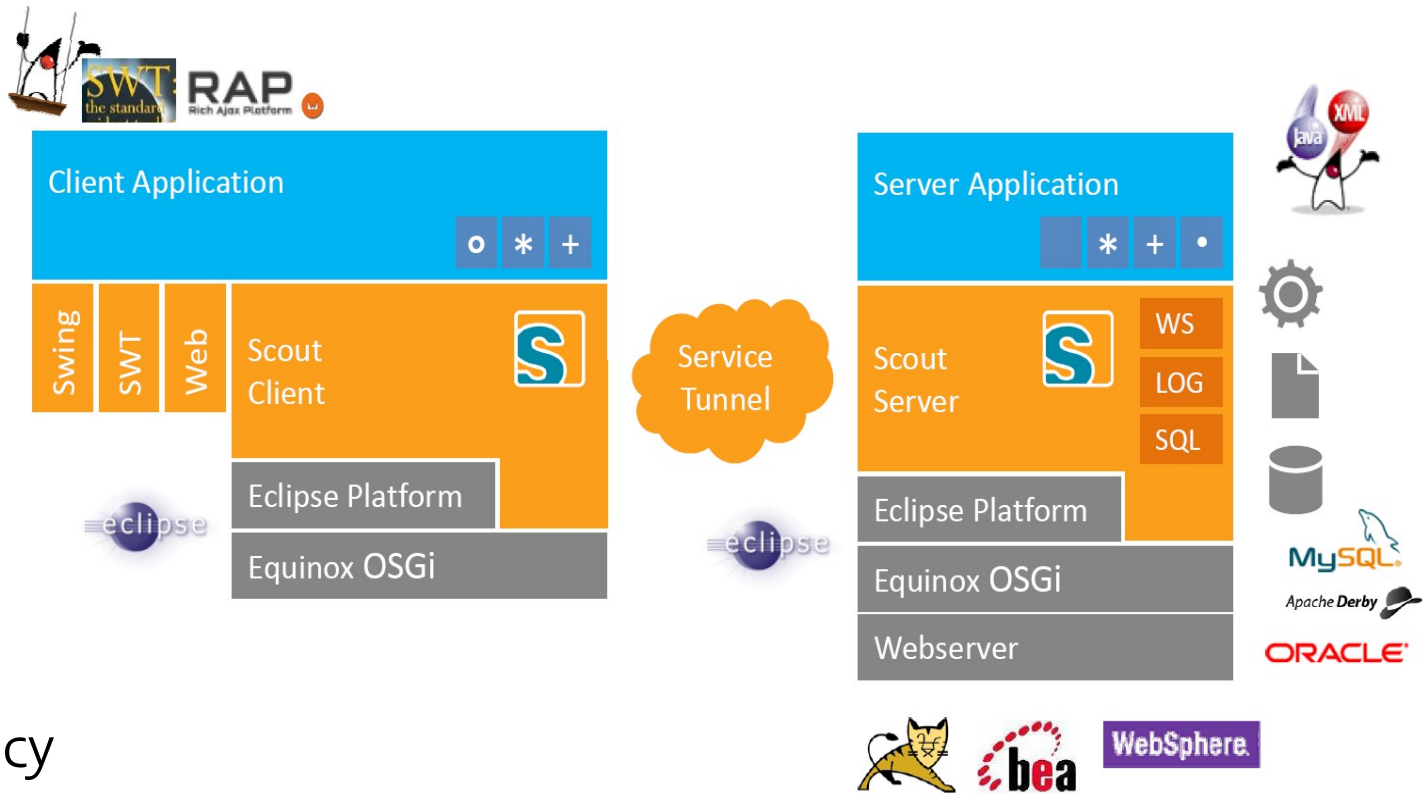 SWT:
the standard
RAP
Rich Ajax Platform
Client Application
o * +
Swing
SWT
Web
Scout
Client
S
Eclipse Platform
Equinox OSGi
eclipse
Service
Tunnel
Server Application
* + •
Scout
Server
S
WS
LOG
SQL
Eclipse Platform
Equinox OSGi
Webserver
eclipse
Java
XML
MySQL.
Apache Derby
ORACLE®
cy
bea
WebSphere.